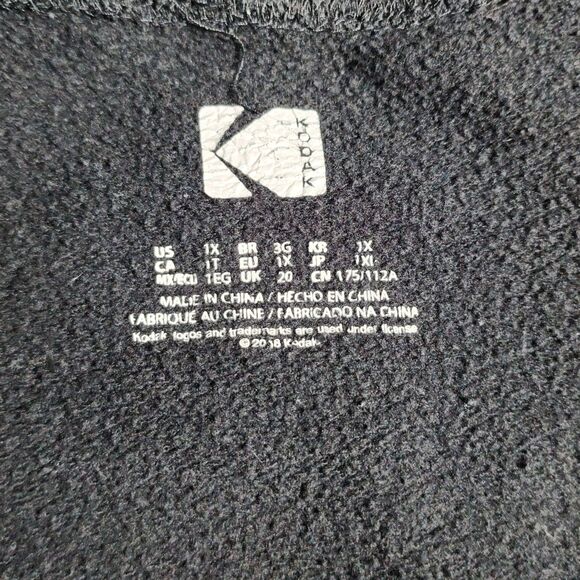 KODAK
US 1X BR 3G KR 1X
CA 1T EU 1X JP 1XL
MX/ECU 1EG UK 20 CN 175/112A
MADE IN CHINA / HECHO EN CHINA
FABRIQUÉ AU CHINE / FABRICADO NA CHINA
Kodak logos and trademarks are used under license
© 2018 Kodak.